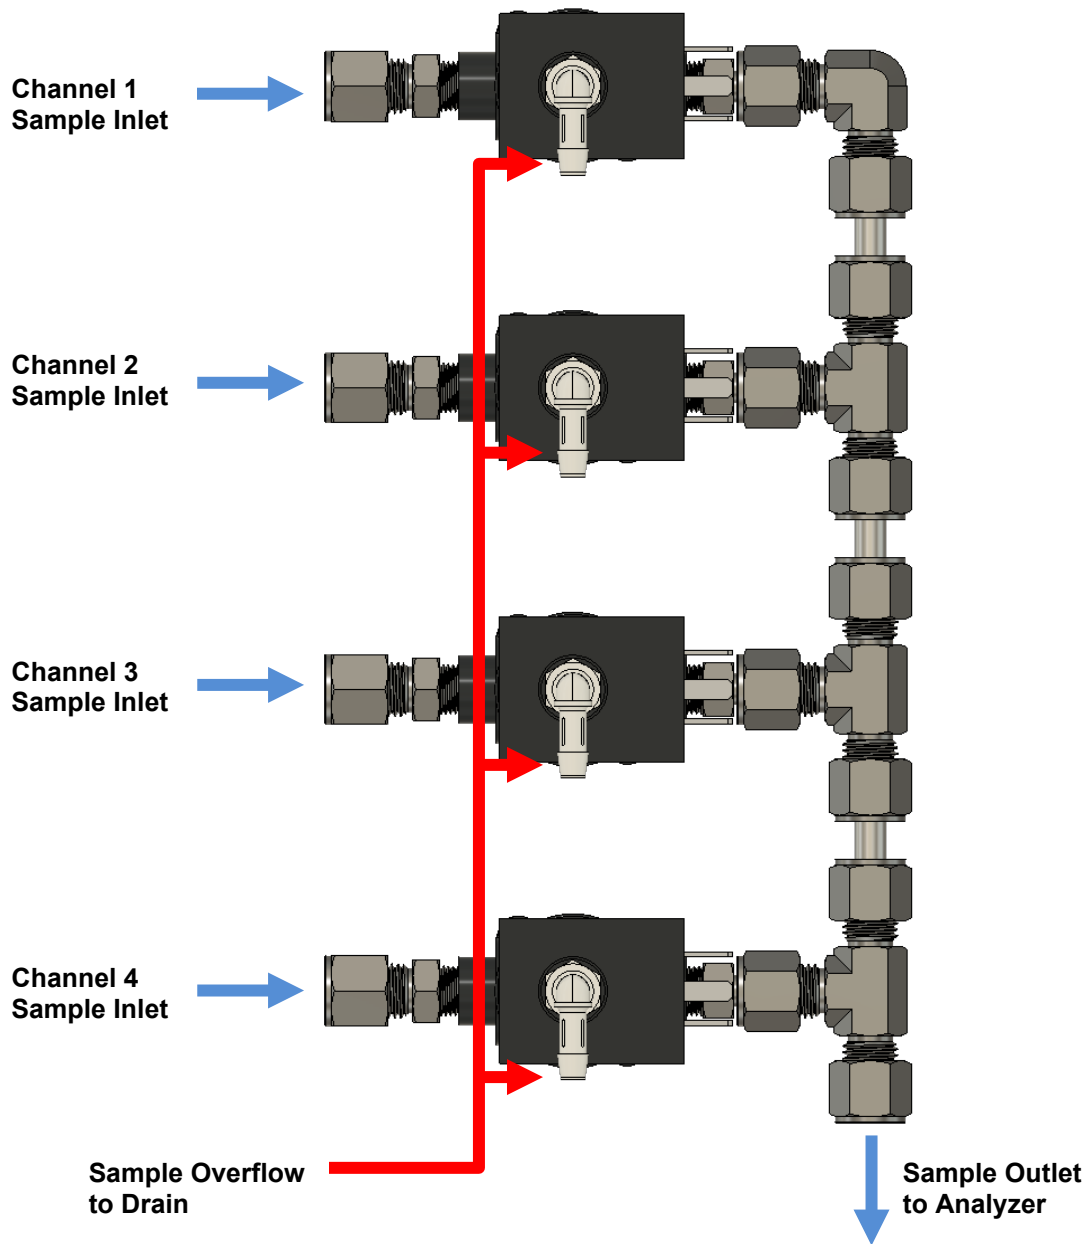 Channel 1
Sample Inlet
Channel 2
Sample Inlet
Channel 3
Sample Inlet
Channel 4
Sample Inlet
Sample Overflow
to Drain
Sample Outlet
to Analyzer